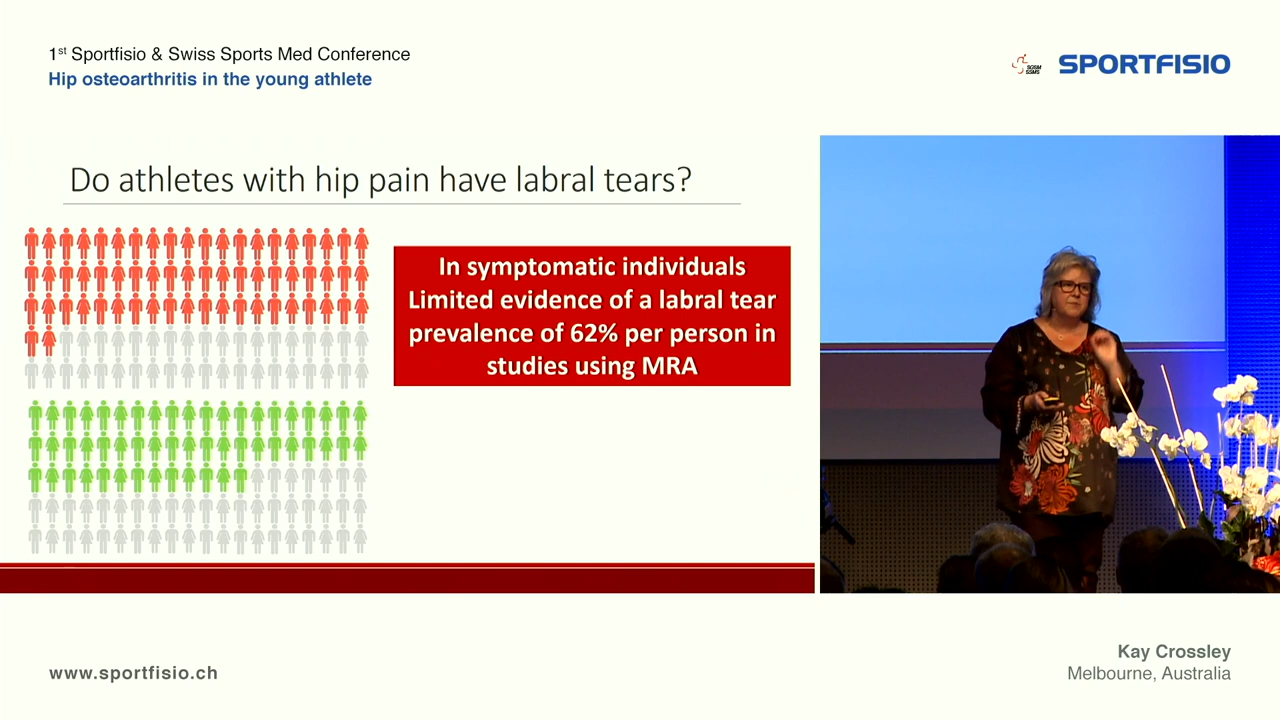 1st Sportfisio & Swiss Sports Med Conference
Hip osteoarthritis in the young athlete
SGSM
SSMS
SPORTFISIO
Do athletes with hip pain have labral tears?
In symptomatic individuals
Limited evidence of a labral tear
prevalence of 62% per person in
studies using MRA
www.sportfisio.ch
Kay Crossley
Melbourne, Australia